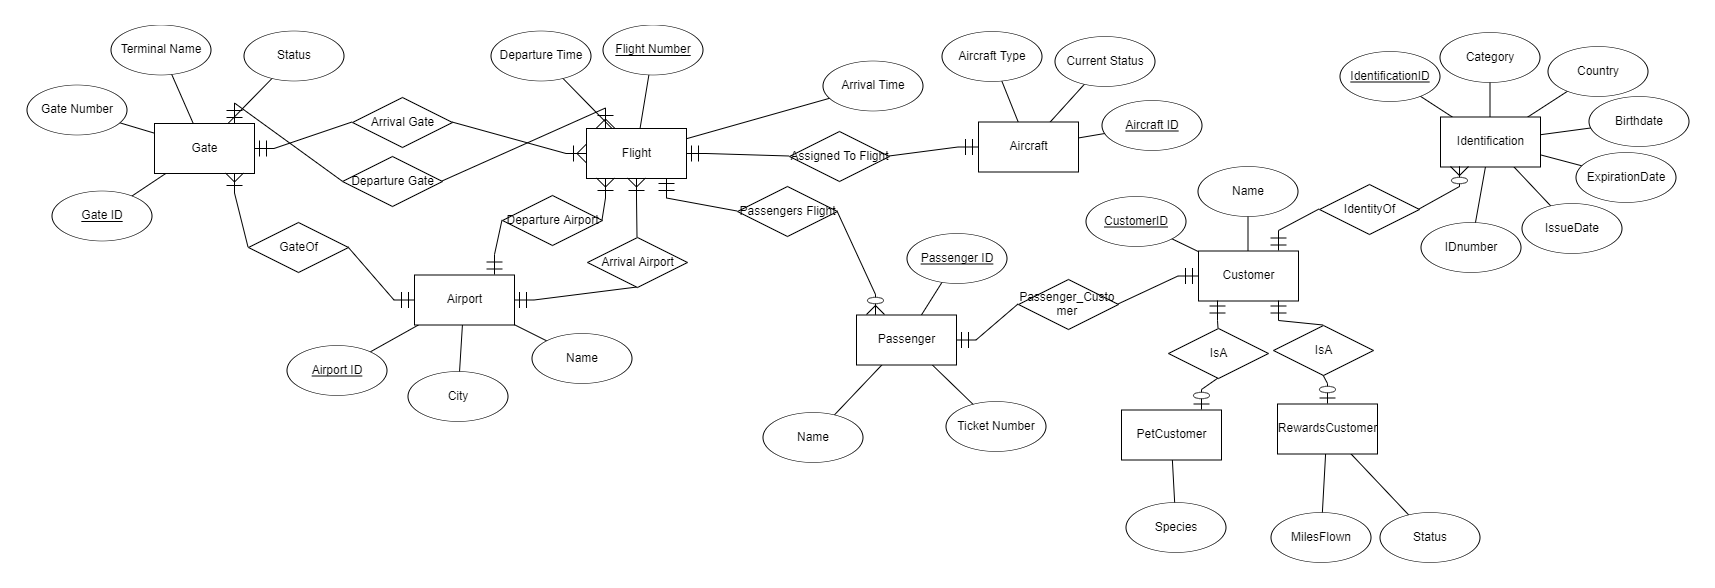 Terminal Name
Status
Departure Time
Flight Number
Aircraft Type
Current Status
IdentificationID
Category
Country
Gate Number
Arrival Gate
Arrival Time
Aircraft ID
Birthdate
Gate
Flight
Assigned To Flight
Aircraft
Identification
Departure Gate
ExpirationDate
Gate ID
Departure Airport
Passengers Flight
CustomerID
Name
IdentityOf
IssueDate
GateOf
Arrival Airport
Passenger ID
IDnumber
Customer
Airport
Passenger_Custo
mer
Passenger
IsA
IsA
Airport ID
City
Name
Name
Ticket Number
PetCustomer
RewardsCustomer
Species
MilesFlown
Status